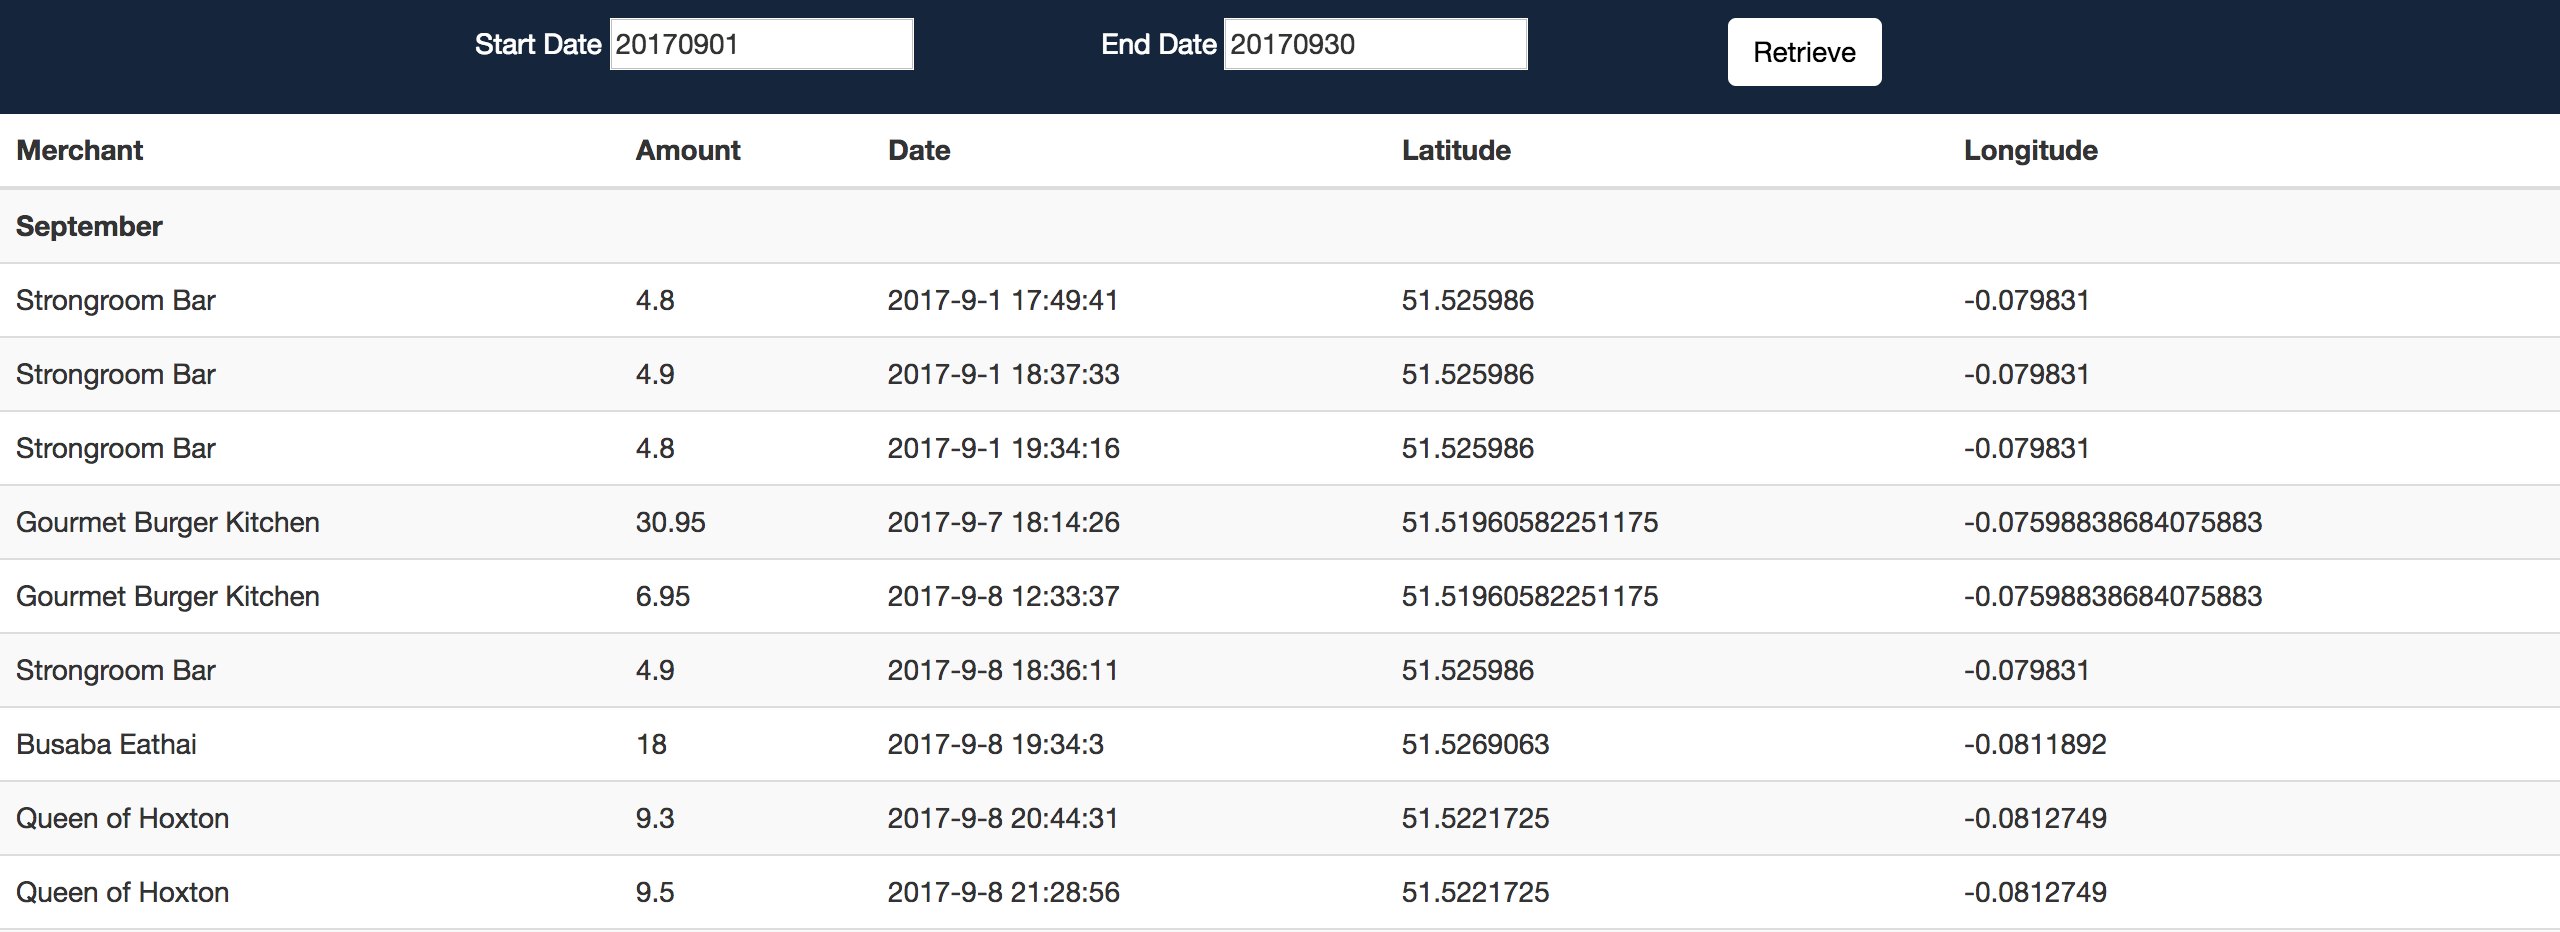 Start Date 20170901 End Date 20170930 Retrieve
Merchant Amount Date Latitude Longitude
September
Strongroom Bar 4.8 2017-9-1 17:49:41 51.525986 -0.079831
Strongroom Bar 4.9 2017-9-1 18:37:33 51.525986 -0.079831
Strongroom Bar 4.8 2017-9-1 19:34:16 51.525986 -0.079831
Gourmet Burger Kitchen 30.95 2017-9-7 18:14:26 51.51960582251175 -0.07598838684075883
Gourmet Burger Kitchen 6.95 2017-9-8 12:33:37 51.51960582251175 -0.07598838684075883
Strongroom Bar 4.9 2017-9-8 18:36:11 51.525986 -0.079831
Busaba Eathai 18 2017-9-8 19:34:3 51.5269063 -0.0811892
Queen of Hoxton 9.3 2017-9-8 20:44:31 51.5221725 -0.0812749
Queen of Hoxton 9.5 2017-9-8 21:28:56 51.5221725 -0.0812749